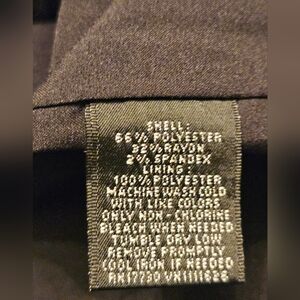 SHELL:
66% POLYESTER
32% RAYON
2% SPANDEX
LINING:
100% POLYESTER
MACHINE WASH COLD
WITH LIKE COLORS
ONLY NON-CHLORINE
BLEACH WHEN NEEDED
TUMBLE DRY LOW
REMOVE PROMPTLY
COOL IRON IF NEEDED